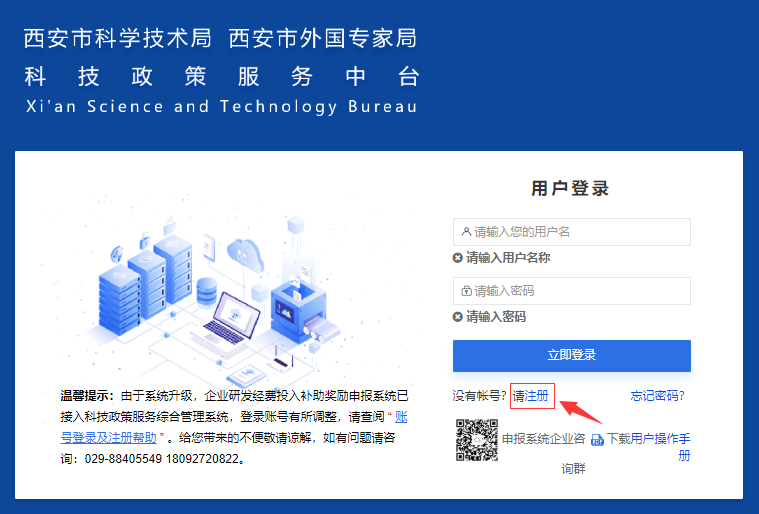 西安市科学技术局 西安市外国专家局
科技政策服务中台
Xi'an Science and Technology Bureau
用户登录
请输入您的用户名
请输入用户名称
请输入密码
请输入密码
立即登录
没有帐号? 请注册
忘记密码?
申报系统企业咨
询群
下载用户操作手
册
温馨提示：由于系统升级，企业研发经费投入补助奖励申报系统已
接入科技政策服务综合管理系统，登录账号有所调整，请查阅 “ 账
号登录及注册帮助 ” 。给您带来的不便敬请谅解，如有问题请咨
询：029-88405549 18092720822。